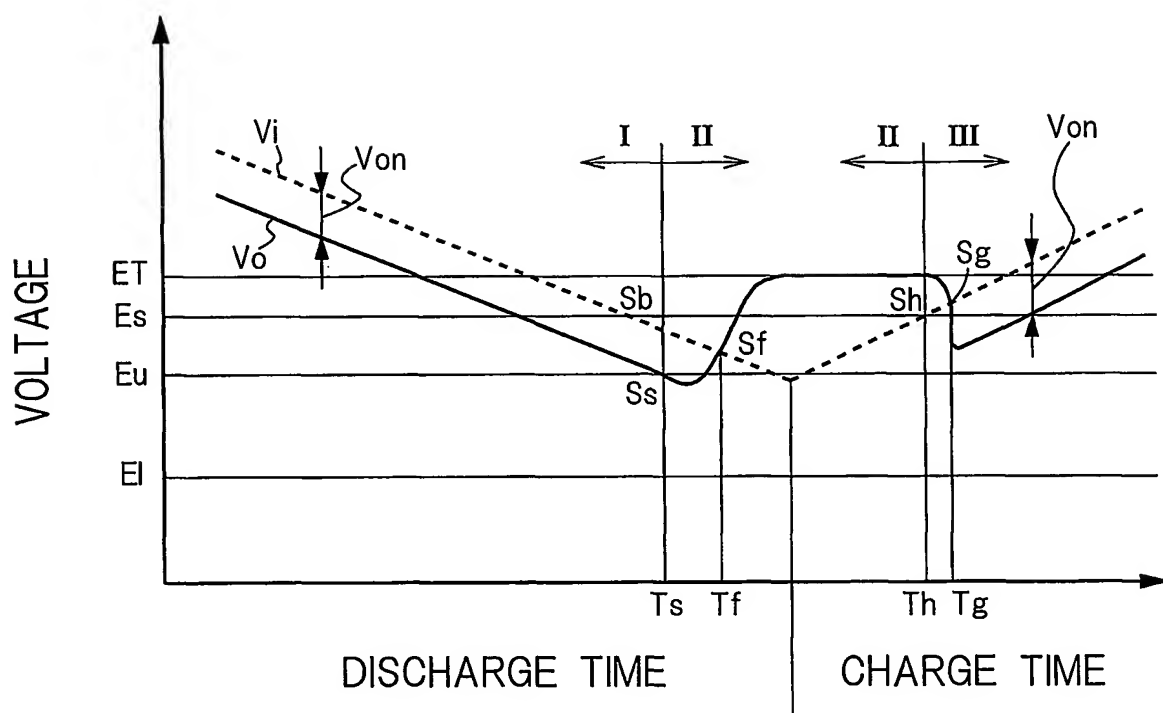 I II II III Von
Vi Von
Vo
ET Sg
Es Sb Sh
Sf
Eu
Ss
El
VOLTAGE
Ts Tf Th Tg
DISCHARGE TIME CHARGE TIME